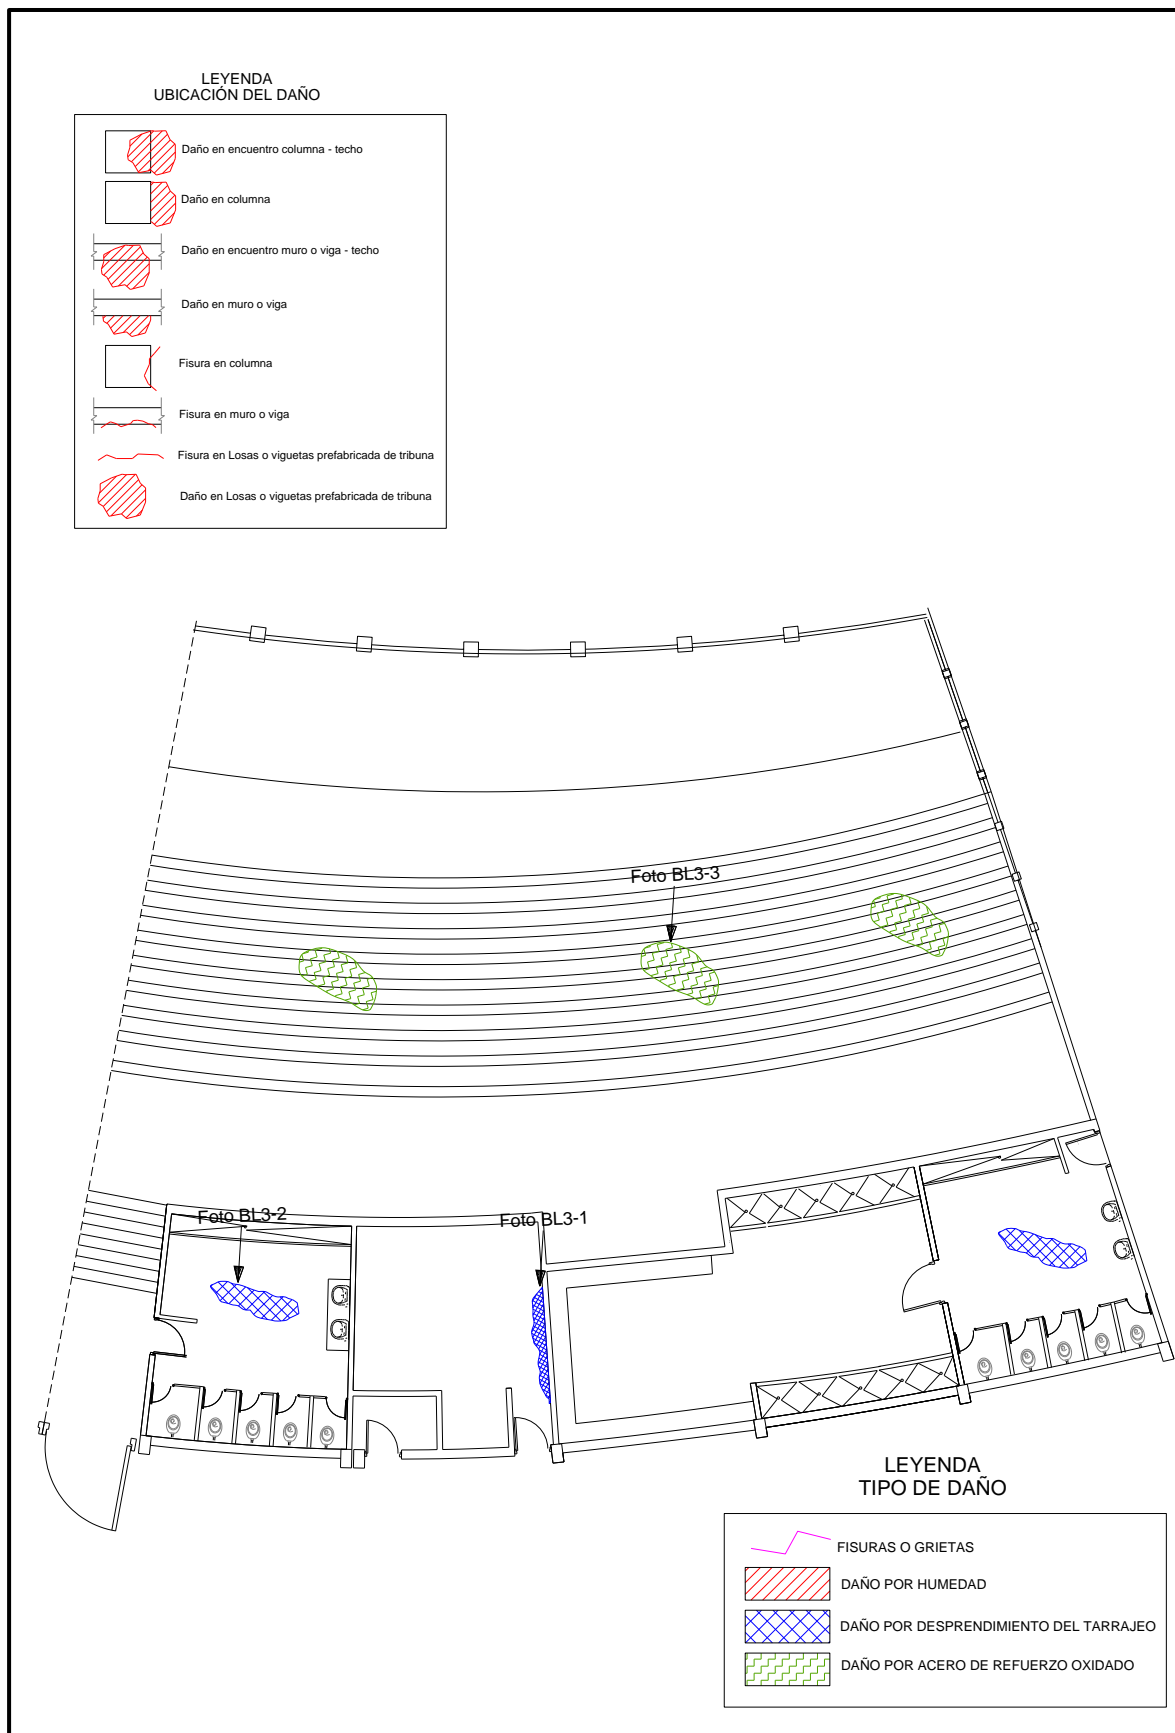 LEYENDA
UBICACIÓN DEL DAÑO
Daño en encuentro columna - techo
Daño en columna
Daño en encuentro muro o viga - techo
Daño en muro o viga
Fisura en columna
Fisura en muro o viga
Fisura en Losas o viguetas prefabricada de tribuna
Daño en Losas o viguetas prefabricada de tribuna
Foto BL3-3
Foto BL3-2
Foto BL3-1
LEYENDA
TIPO DE DAÑO
FISURAS O GRIETAS
DAÑO POR HUMEDAD
DAÑO POR DESPRENDIMIENTO DEL TARRAJEO
DAÑO POR ACERO DE REFUERZO OXIDADO